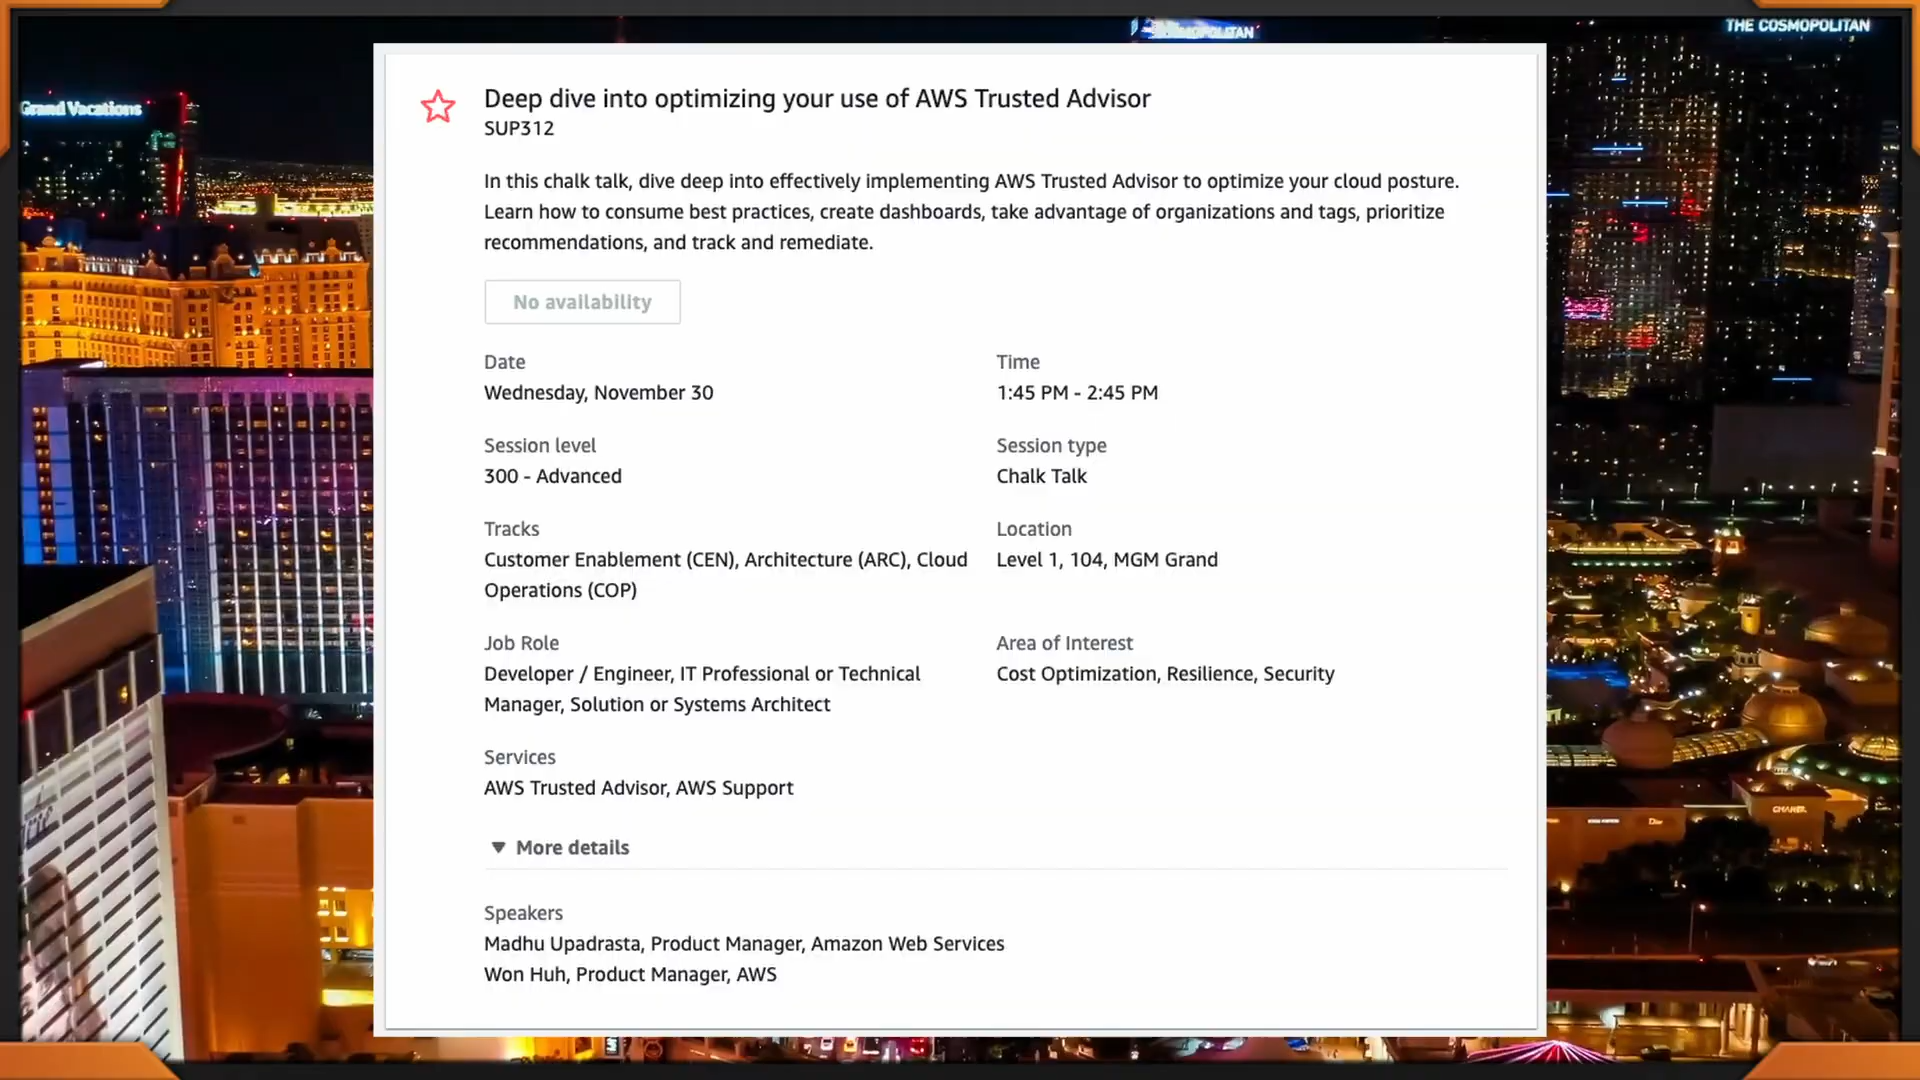 THE COSMOPOLITAN
Grand Vacations
Deep dive into optimizing your use of AWS Trusted Advisor
SUP312
In this chalk talk, dive deep into effectively implementing AWS Trusted Advisor to optimize your cloud posture.
Learn how to consume best practices, create dashboards, take advantage of organizations and tags, prioritize
recommendations, and track and remediate.
No availability
Date
Wednesday, November 30
Time
1:45 PM - 2:45 PM
Session level
300 - Advanced
Session type
Chalk Talk
Tracks
Customer Enablement (CEN), Architecture (ARC), Cloud
Operations (COP)
Location
Level 1, 104, MGM Grand
Job Role
Developer / Engineer, IT Professional or Technical
Manager, Solution or Systems Architect
Area of Interest
Cost Optimization, Resilience, Security
Services
AWS Trusted Advisor, AWS Support
More details
Speakers
Madhu Upadrasta, Product Manager, Amazon Web Services
Won Huh, Product Manager, AWS
CHANEL
Dior